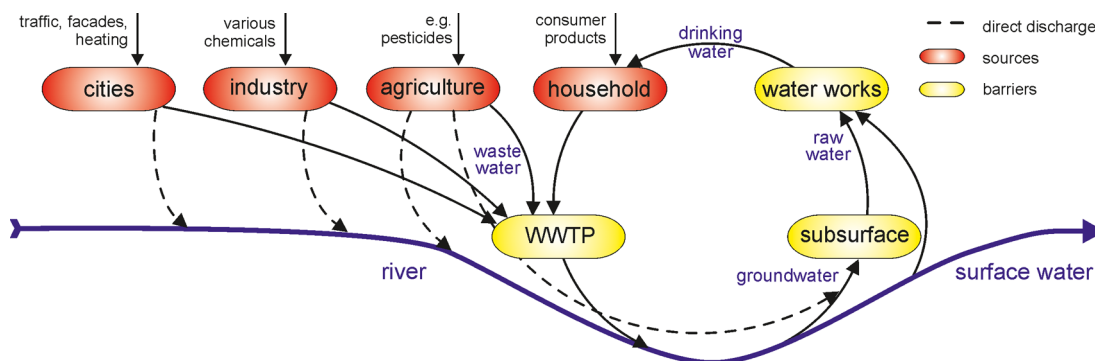 traffic, facades,
heating
various
chemicals
e.g.
pesticides
consumer
products
drinking
water
direct discharge
sources
barriers
cities
industry
agriculture
household
water works
waste
water
raw
water
WWTP
subsurface
river
groundwater
surface water